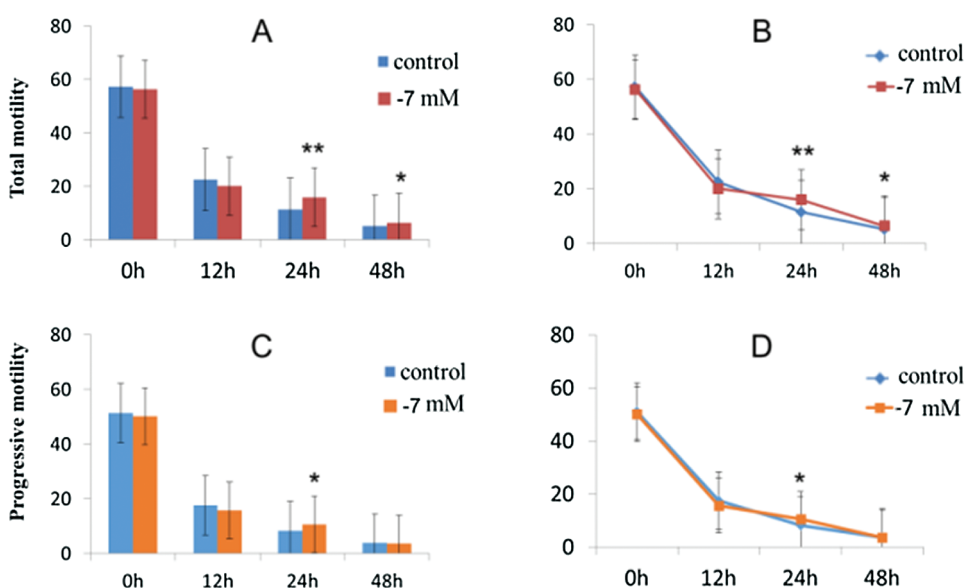 A
Total motility
80
60
40
20
0
control
-7 mM
**
*
0h 12h 24h 48h
B
80
60
40
20
0
control
-7 mM
**
*
0h 12h 24h 48h
C
Progressive motility
80
60
40
20
0
control
-7 mM
*
0h 12h 24h 48h
D
80
60
40
20
0
control
-7 mM
*
0h 12h 24h 48h